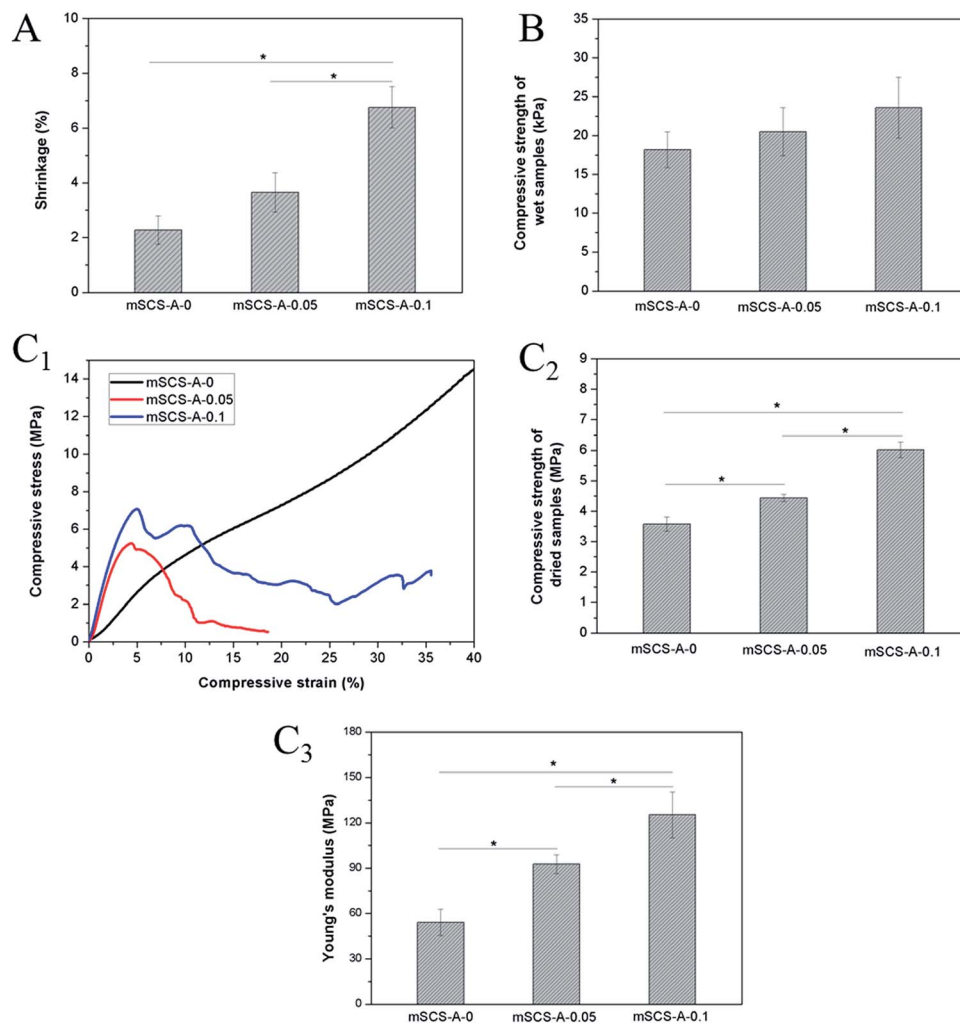 A
Shrinkage (%)
10
8
6
4
2
0
*
*
mSCS-A-0
mSCS-A-0.05
mSCS-A-0.1
B
Compressive strength of
wet samples (kPa)
35
30
25
20
15
10
5
0
mSCS-A-0
mSCS-A-0.05
mSCS-A-0.1
C1
Compressive stress (MPa)
14
12
10
8
6
4
2
0
mSCS-A-0
mSCS-A-0.05
mSCS-A-0.1
0 5 10 15 20 25 30 35 40
Compressive strain (%)
C2
Compressive strength of
dried samples (MPa)
9
8
7
6
5
4
3
2
1
0
*
*
*
mSCS-A-0
mSCS-A-0.05
mSCS-A-0.1
C3
Young's modulus (MPa)
180
150
120
90
60
30
0
*
*
*
mSCS-A-0
mSCS-A-0.05
mSCS-A-0.1